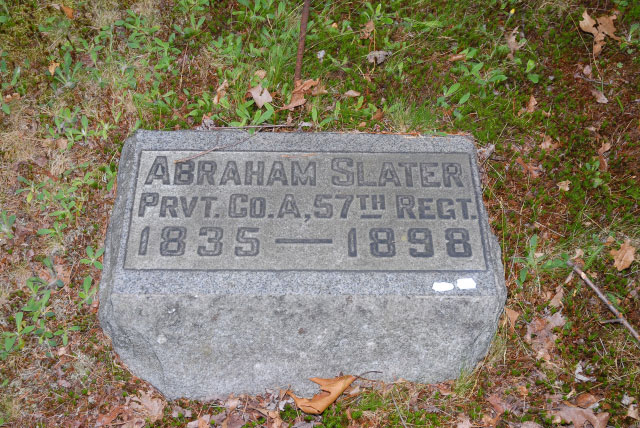 ABRAHAM SLATER
PRVT. CO. A, 57TH REGT.
1835 — 1898